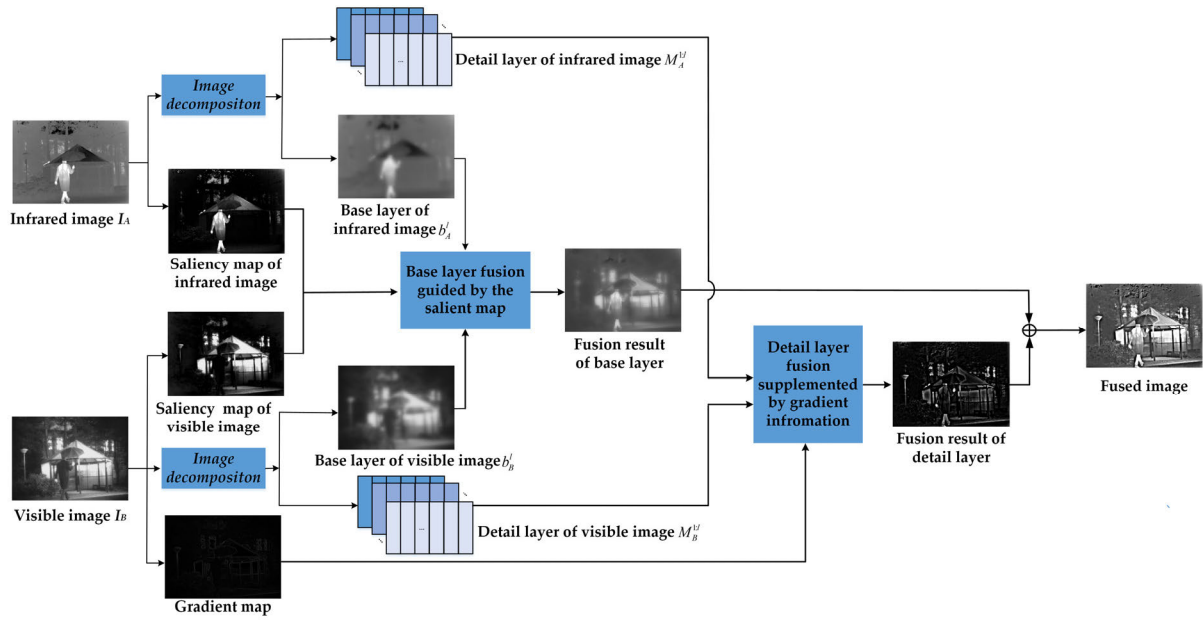 Image
decompositon
Detail layer of infrared image M_A^{1:l}
...
Infrared image I_A
Saliency map of
infrared image
Base layer of
infrared image b_A^l
Base layer fusion
guided by the
salient map
Fusion result
of base layer
Saliency map of
visible image
Base layer of visible image b_B^l
Image
decompositon
Visible image I_B
...
Detail layer of visible image M_B^{1:l}
Gradient map
Detail layer
fusion
supplemented
by gradient
infromation
Fusion result of
detail layer
Fused image